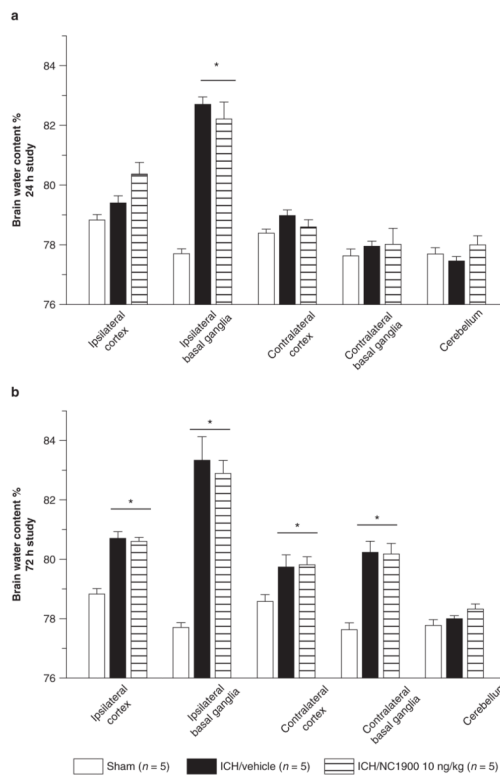 a
Brain water content %
24 h study
84
82
80
78
76
*
Ipsilateral
cortex
Ipsilateral
basal ganglia
Contralateral
cortex
Contralateral
basal ganglia
Cerebellum
b
Brain water content %
72 h study
84
82
80
78
76
*
*
*
*
Ipsilateral
cortex
Ipsilateral
basal ganglia
Contralateral
cortex
Contralateral
basal ganglia
Cerebellum
Sham (n = 5) ICH/vehicle (n = 5) ICH/NC1900 10 ng/kg (n = 5)